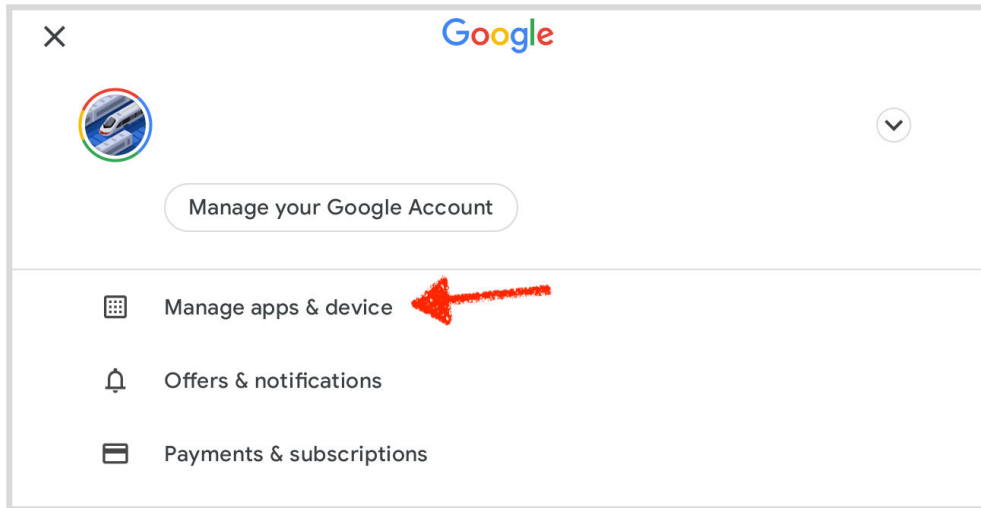 Google
Manage your Google Account
Manage apps & device
Offers & notifications
Payments & subscriptions